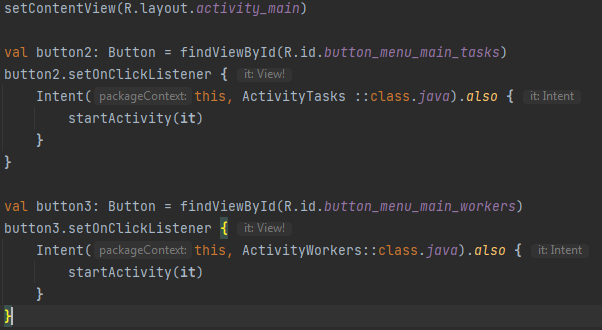 setContentView(R.layout.activity_main)
val button2: Button = findViewById(R.id.button_menu_main_tasks)
button2.setOnClickListener { it: View!
Intent( packageContext: this, ActivityTasks ::class.java).also { it: Intent
startActivity(it)
}
}
val button3: Button = findViewById(R.id.button_menu_main_workers)
button3.setOnClickListener { it: View!
Intent( packageContext: this, ActivityWorkers::class.java).also { it: Intent
startActivity(it)
}
}